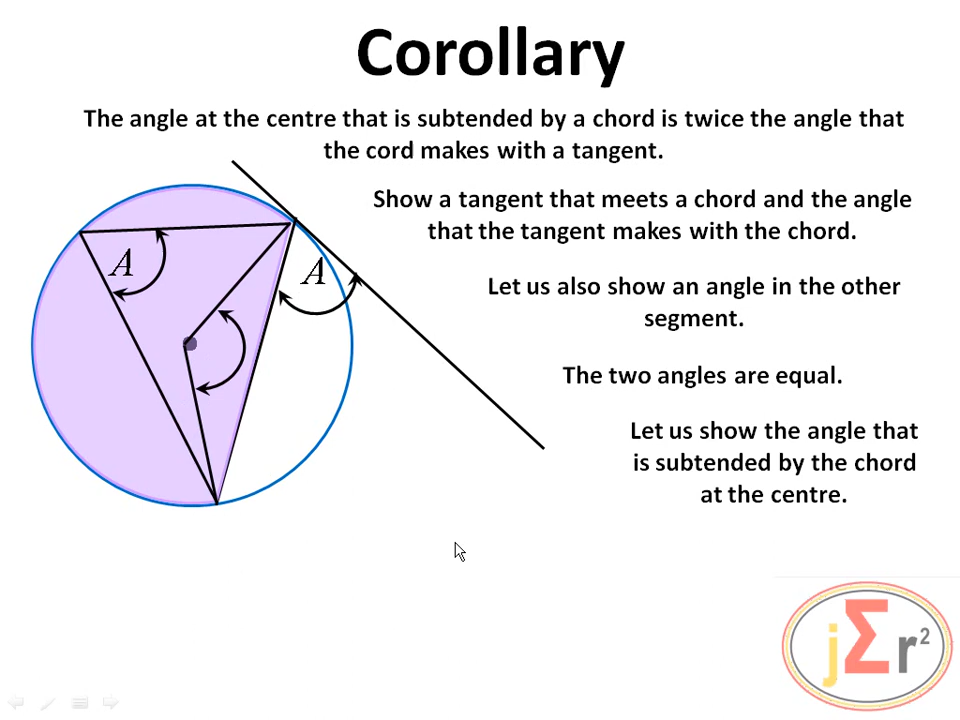 Corollary
The angle at the centre that is subtended by a chord is twice the angle that
the cord makes with a tangent.
Show a tangent that meets a chord and the angle
that the tangent makes with the chord.
A
A
Let us also show an angle in the other
segment.
The two angles are equal.
Let us show the angle that
is subtended by the chord
at the centre.
jΣr²